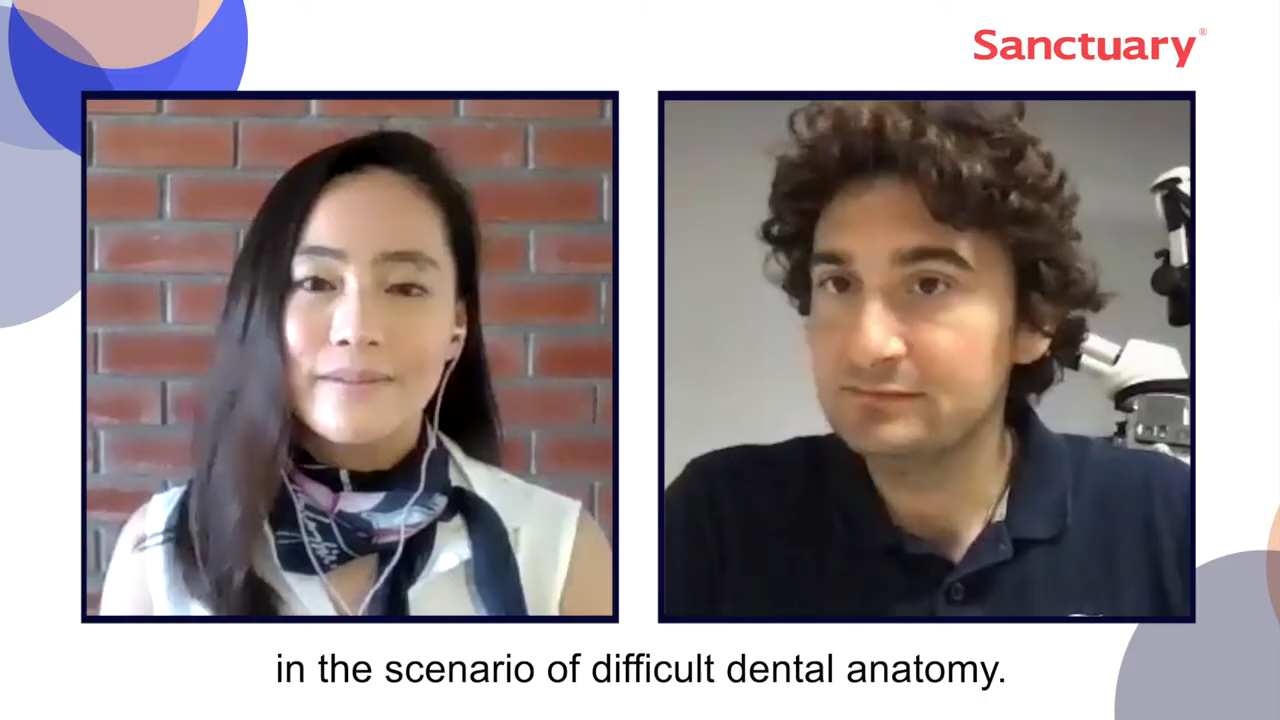 Sanctuary®
in the scenario of difficult dental anatomy.